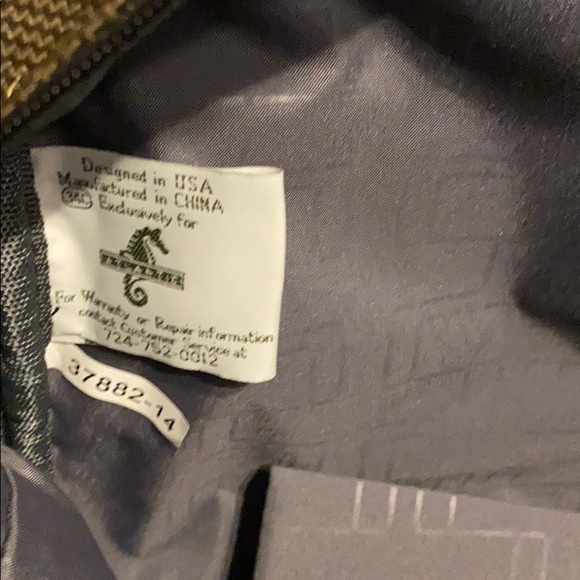 Designed in USA
Manufactured in CHINA
Exclusively for
For Warranty or Repair information
contact Customer Service at
724-752-0012
37882-14